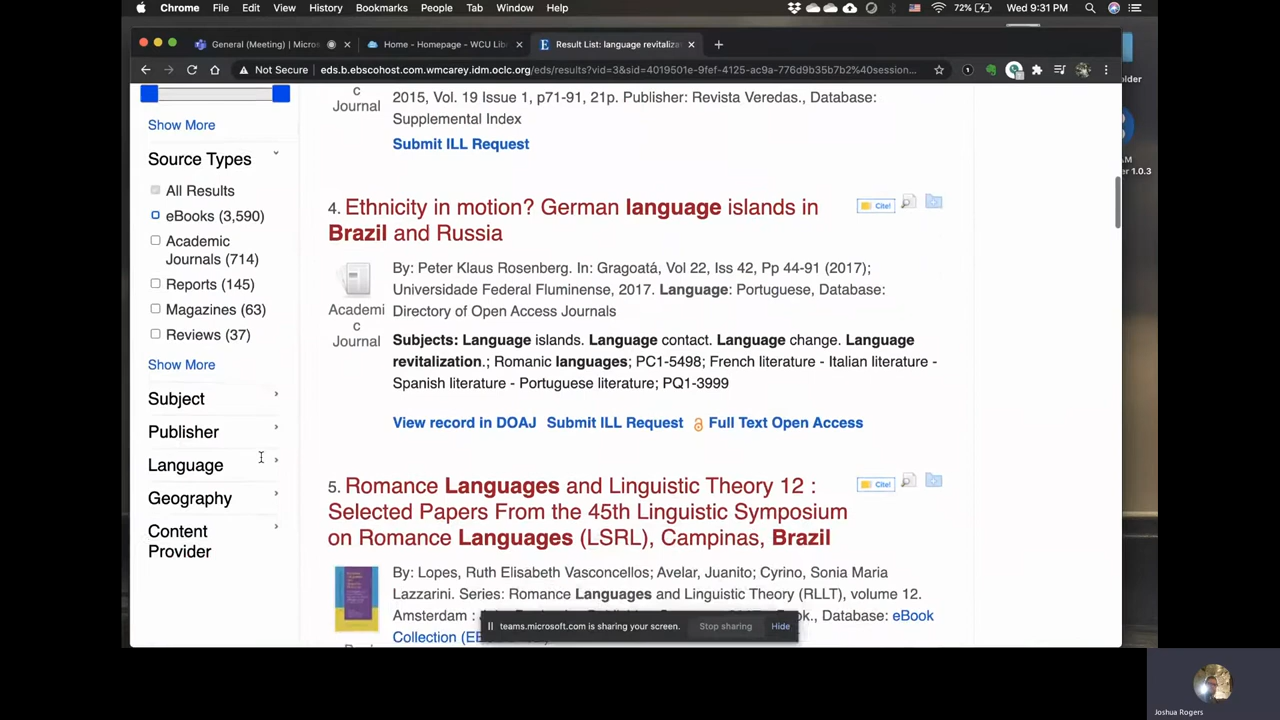 Chrome File Edit View History Bookmarks People Tab Window Help 72% Wed 9:31 PM
General (Meeting) | Micros Home - Homepage - WCU Lib Result List: language revitaliza
Not Secure eds.b.ebscohost.com.wmcarey.idm.oclc.org/eds/results?vid=3&sid=4019501e-9fef-4125-ac9a-776d9b35b7b2%40session...
older
AM
er 1.0.3
Show More
Source Types
All Results
eBooks (3,590)
Academic
Journals (714)
Reports (145)
Magazines (63)
Reviews (37)
Show More
Subject
Publisher
Language
Geography
Content
Provider
c
Journal
2015, Vol. 19 Issue 1, p71-91, 21p. Publisher: Revista Veredas., Database:
Supplemental Index
Submit ILL Request
4. Ethnicity in motion? German language islands in
Brazil and Russia
Cite!
Academi
c
Journal
By: Peter Klaus Rosenberg. In: Gragoatá, Vol 22, Iss 42, Pp 44-91 (2017);
Universidade Federal Fluminense, 2017. Language: Portuguese, Database:
Directory of Open Access Journals
Subjects: Language islands. Language contact. Language change. Language
revitalization.; Romanic languages; PC1-5498; French literature - Italian literature -
Spanish literature - Portuguese literature; PQ1-3999
View record in DOAJ Submit ILL Request Full Text Open Access
5. Romance Languages and Linguistic Theory 12 :
Selected Papers From the 45th Linguistic Symposium
on Romance Languages (LSRL), Campinas, Brazil
Cite!
By: Lopes, Ruth Elisabeth Vasconcellos; Avelar, Juanito; Cyrino, Sonia Maria
Lazzarini. Series: Romance Languages and Linguistic Theory (RLLT), volume 12.
Amsterdam : eBook
Collection (E
teams.microsoft.com is sharing your screen. Stop sharing Hide
Joshua Rogers